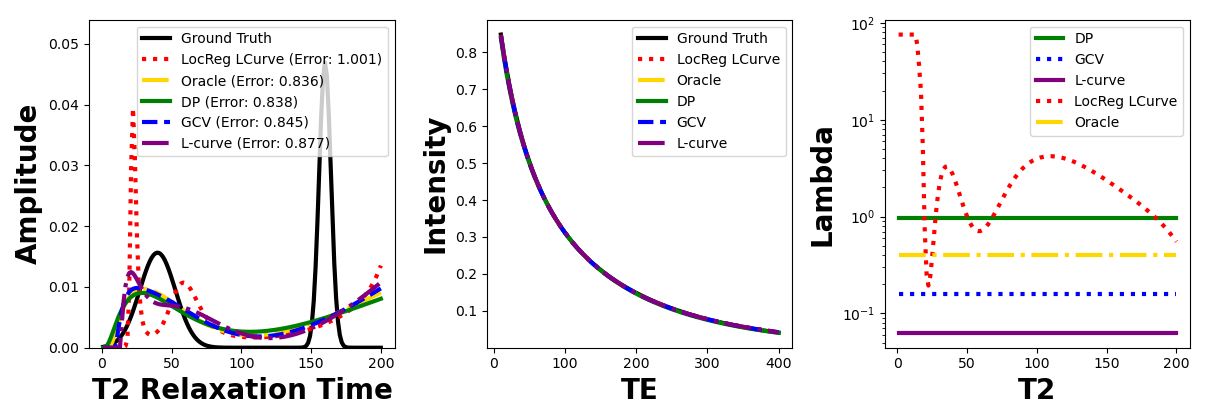 0.05
0.04
0.03
0.02
0.01
0.00
0
50
100
150
200
Amplitude
T2 Relaxation Time
Ground Truth
LocReg LCurve (Error: 1.001)
Oracle (Error: 0.836)
DP (Error: 0.838)
GCV (Error: 0.845)
L-curve (Error: 0.877)
0.8
0.7
0.6
0.5
0.4
0.3
0.2
0.1
0
100
200
300
400
Intensity
TE
Ground Truth
LocReg LCurve
Oracle
DP
GCV
L-curve
10²
10¹
10⁰
10⁻¹
0
50
100
150
200
Lambda
T2
DP
GCV
L-curve
LocReg LCurve
Oracle